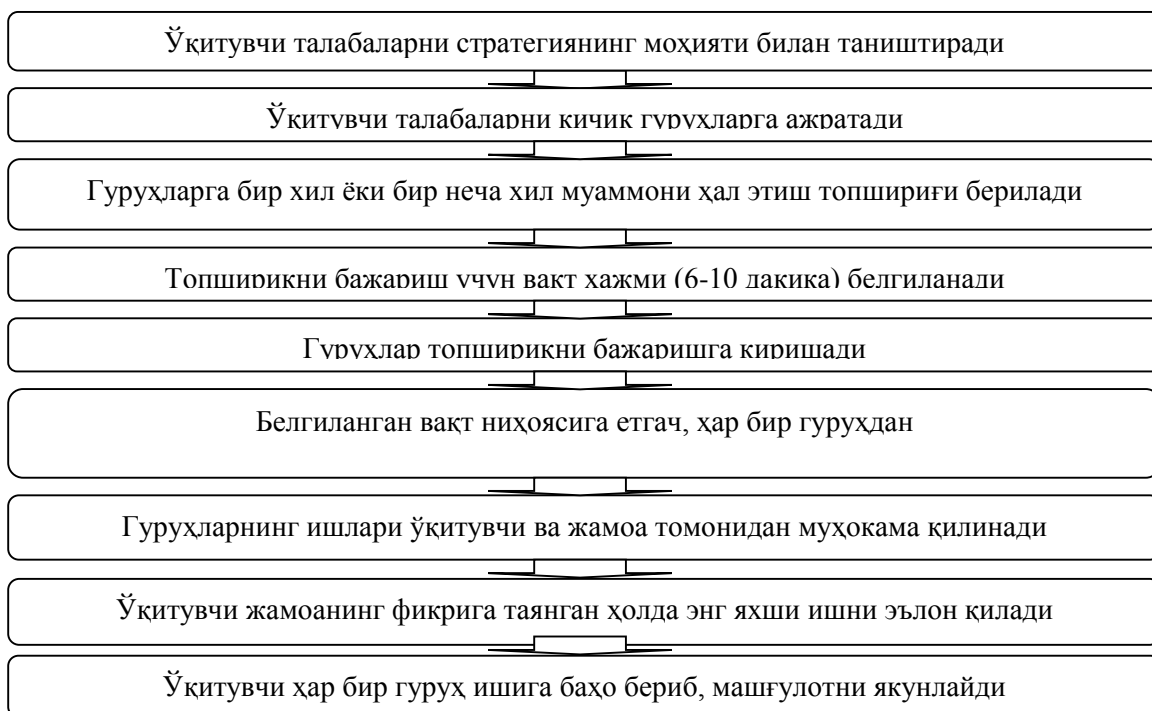 Ўқитувчи талабаларни стратегиянинг моҳияти билан таништиради
Ўқитувчи талабаларни кичик гуруҳларга ажратади
Гуруҳларга бир хил ёки бир неча хил муаммони ҳал этиш топшириғи берилади
Топшириқни бажариш учун вақт ҳажми (6-10 дақиқа) белгиланади
Гуруҳлар топшириқни бажаришга киришади
Белгиланган вақт ниҳоясига етгач, ҳар бир гуруҳдан
Гуруҳларнинг ишлари ўқитувчи ва жамоа томонидан муҳокама қилинади
Ўқитувчи жамоанинг фикрига таянган ҳолда энг яхши ишни эълон қилади
Ўқитувчи ҳар бир гуруҳ ишига баҳо бериб, машғулотни якунлайди